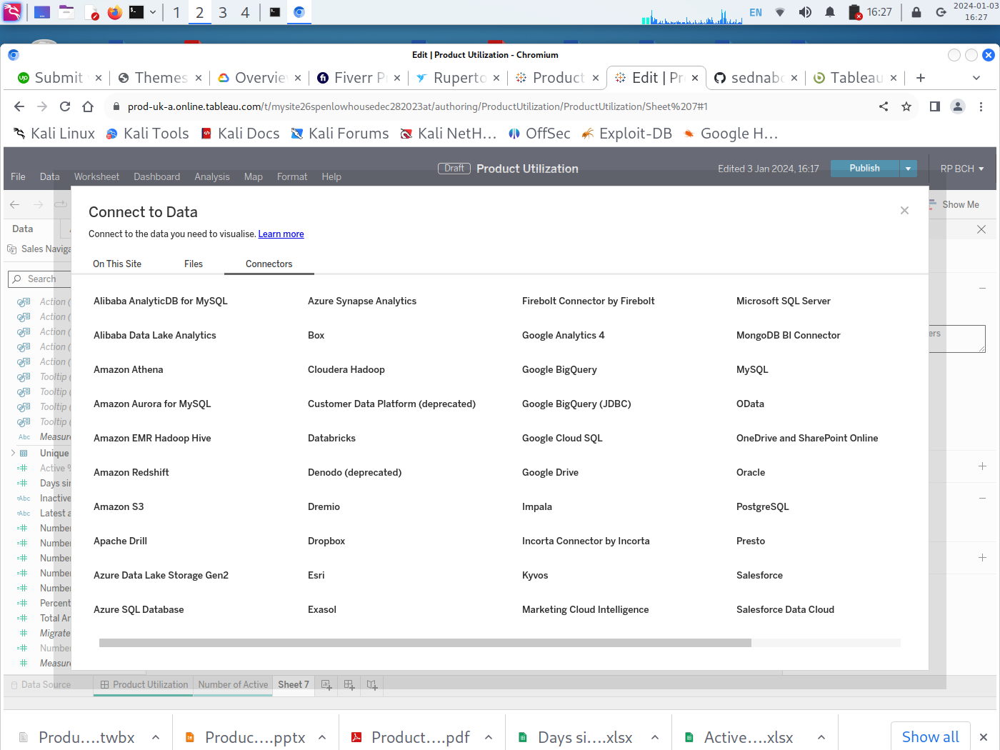 1 2 3 4
EN 16:27
2024-01-03
16:27
Edit | Product Utilization - Chromium
Submit Themes Overvie Fiverr P Ruperto Product Edit | Pr sednab Tableau
prod-uk-a.online.tableau.com/t/mysite26spenlowhousedec282023at/authoring/ProductUtilization/ProductUtilization/Sheet%207#1
Kali Linux Kali Tools Kali Docs Kali Forums Kali NetH… OffSec Exploit-DB Google H…
Draft Product Utilization Edited 3 Jan 2024, 16:17 Publish RP BCH
File Data Worksheet Dashboard Analysis Map Format Help
Show Me
Data
Sales Naviga
Search
Action (
Action (
Action (
Action (
Action (
Tooltip (
Tooltip (
Tooltip (
Tooltip (
Abc Measur
Unique
Active %
Days sin
Abc Inactive
Abc Latest a
Number
Number
Number
Number
Number
Percent
Total Ar
Migrate
Number
Measur
Connect to Data
Connect to the data you need to visualise. Learn more
On This Site Files Connectors
Alibaba AnalyticDB for MySQL Azure Synapse Analytics Firebolt Connector by Firebolt Microsoft SQL Server
Alibaba Data Lake Analytics Box Google Analytics 4 MongoDB BI Connector
ers
Amazon Athena Cloudera Hadoop Google BigQuery MySQL
Amazon Aurora for MySQL Customer Data Platform (deprecated) Google BigQuery (JDBC) OData
Amazon EMR Hadoop Hive Databricks Google Cloud SQL OneDrive and SharePoint Online
Amazon Redshift Denodo (deprecated) Google Drive Oracle
Amazon S3 Dremio Impala PostgreSQL
Apache Drill Dropbox Incorta Connector by Incorta Presto
Azure Data Lake Storage Gen2 Esri Kyvos Salesforce
Azure SQL Database Exasol Marketing Cloud Intelligence Salesforce Data Cloud
Data Source Product Utilization Number of Active Sheet 7
Produ….twbx Produc….pptx Product….pdf Days si….xlsx Active….xlsx Show all